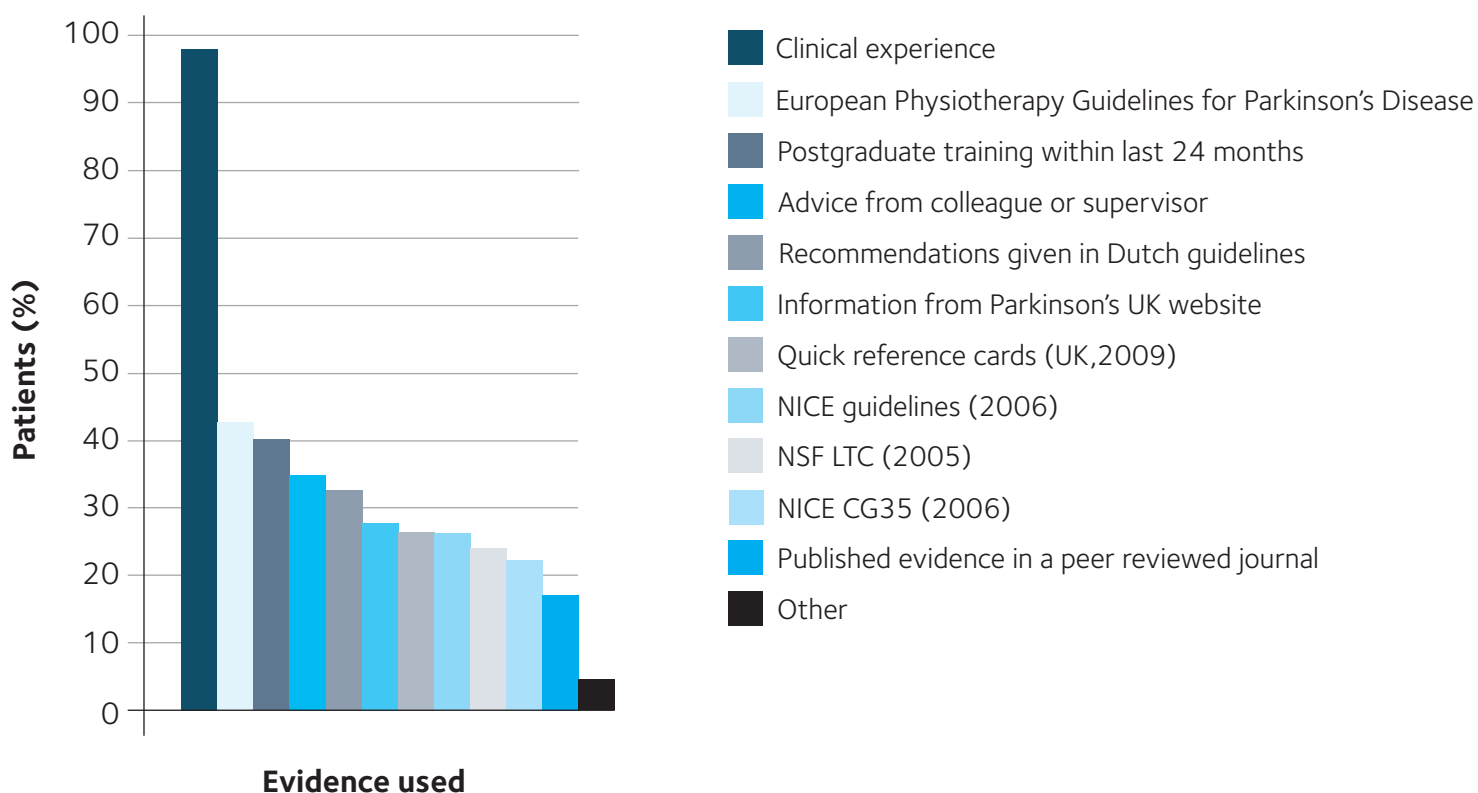 100
90
80
70
60
50
40
30
20
10
0
Patients (%)
Evidence used
Clinical experience
European Physiotherapy Guidelines for Parkinson's Disease
Postgraduate training within last 24 months
Advice from colleague or supervisor
Recommendations given in Dutch guidelines
Information from Parkinson's UK website
Quick reference cards (UK,2009)
NICE guidelines (2006)
NSF LTC (2005)
NICE CG35 (2006)
Published evidence in a peer reviewed journal
Other